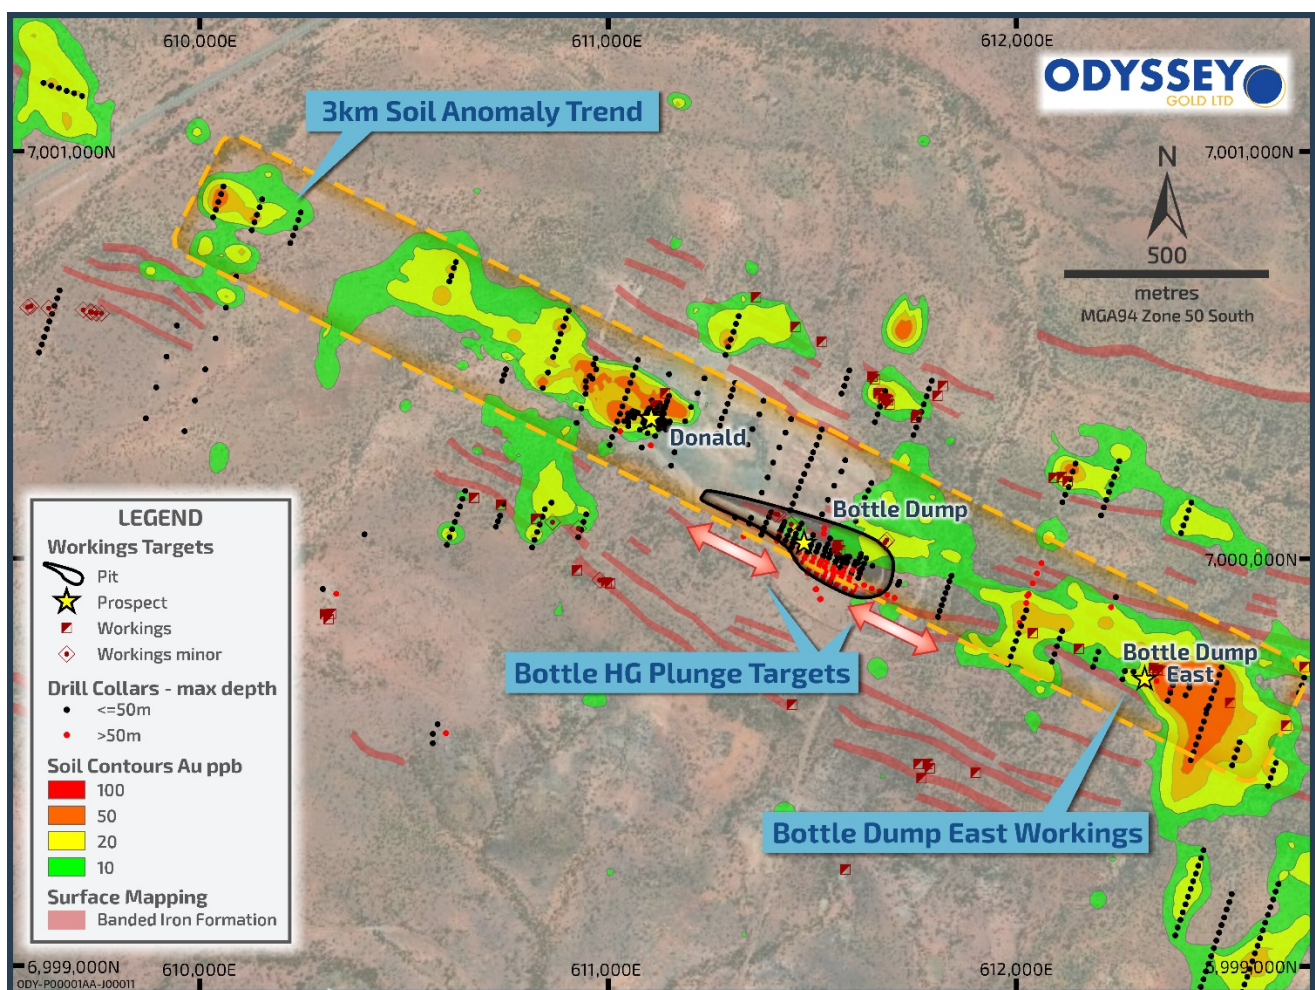 610,000E
611,000E
612,000E
ODYSSEY
GOLD LTD
3km Soil Anomaly Trend
7,001,000N
7,001,000N
N
500
metres
MGA94 Zone 50 South
Donald
Bottle Dump
7,000,000N
Bottle HG Plunge Targets
Bottle Dump
East
Bottle Dump East Workings
LEGEND
Workings Targets
Pit
Prospect
Workings
Workings minor
Drill Collars - max depth
<=50m
>50m
Soil Contours Au ppb
100
50
20
10
Surface Mapping
Banded Iron Formation
6,999,000N
6,999,000N
610,000E
611,000E
612,000E
ODY-P00001AA-J00011